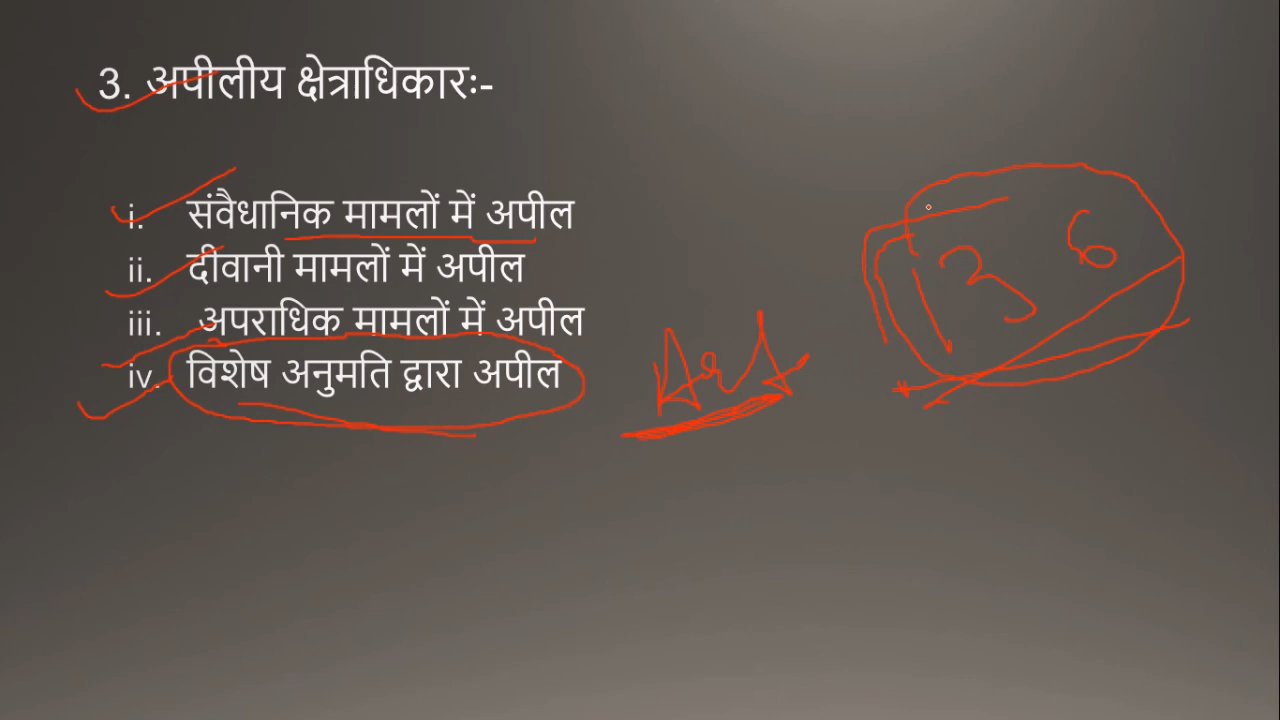 3. अपीलीय क्षेत्राधिकारः-
i. संवैधानिक मामलों में अपील
ii. दीवानी मामलों में अपील
iii. अपराधिक मामलों में अपील
iv. विशेष अनुमति द्वारा अपील
Art 136